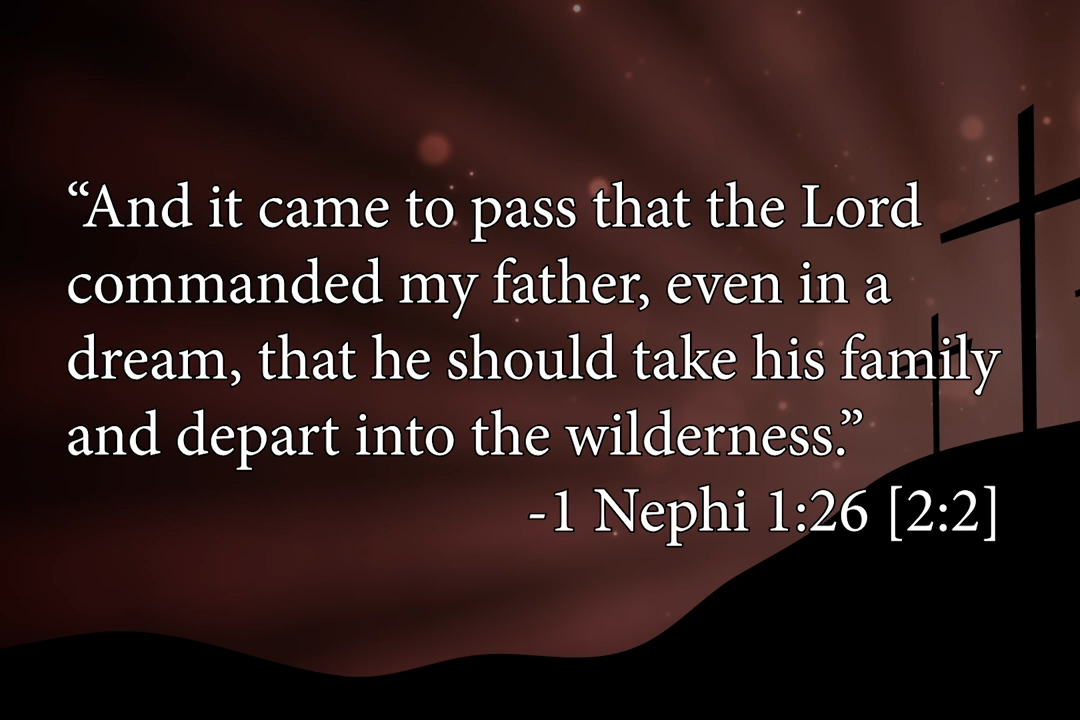 “And it came to pass that the Lord
commanded my father, even in a
dream, that he should take his family
and depart into the wilderness.”
-1 Nephi 1:26 [2:2]